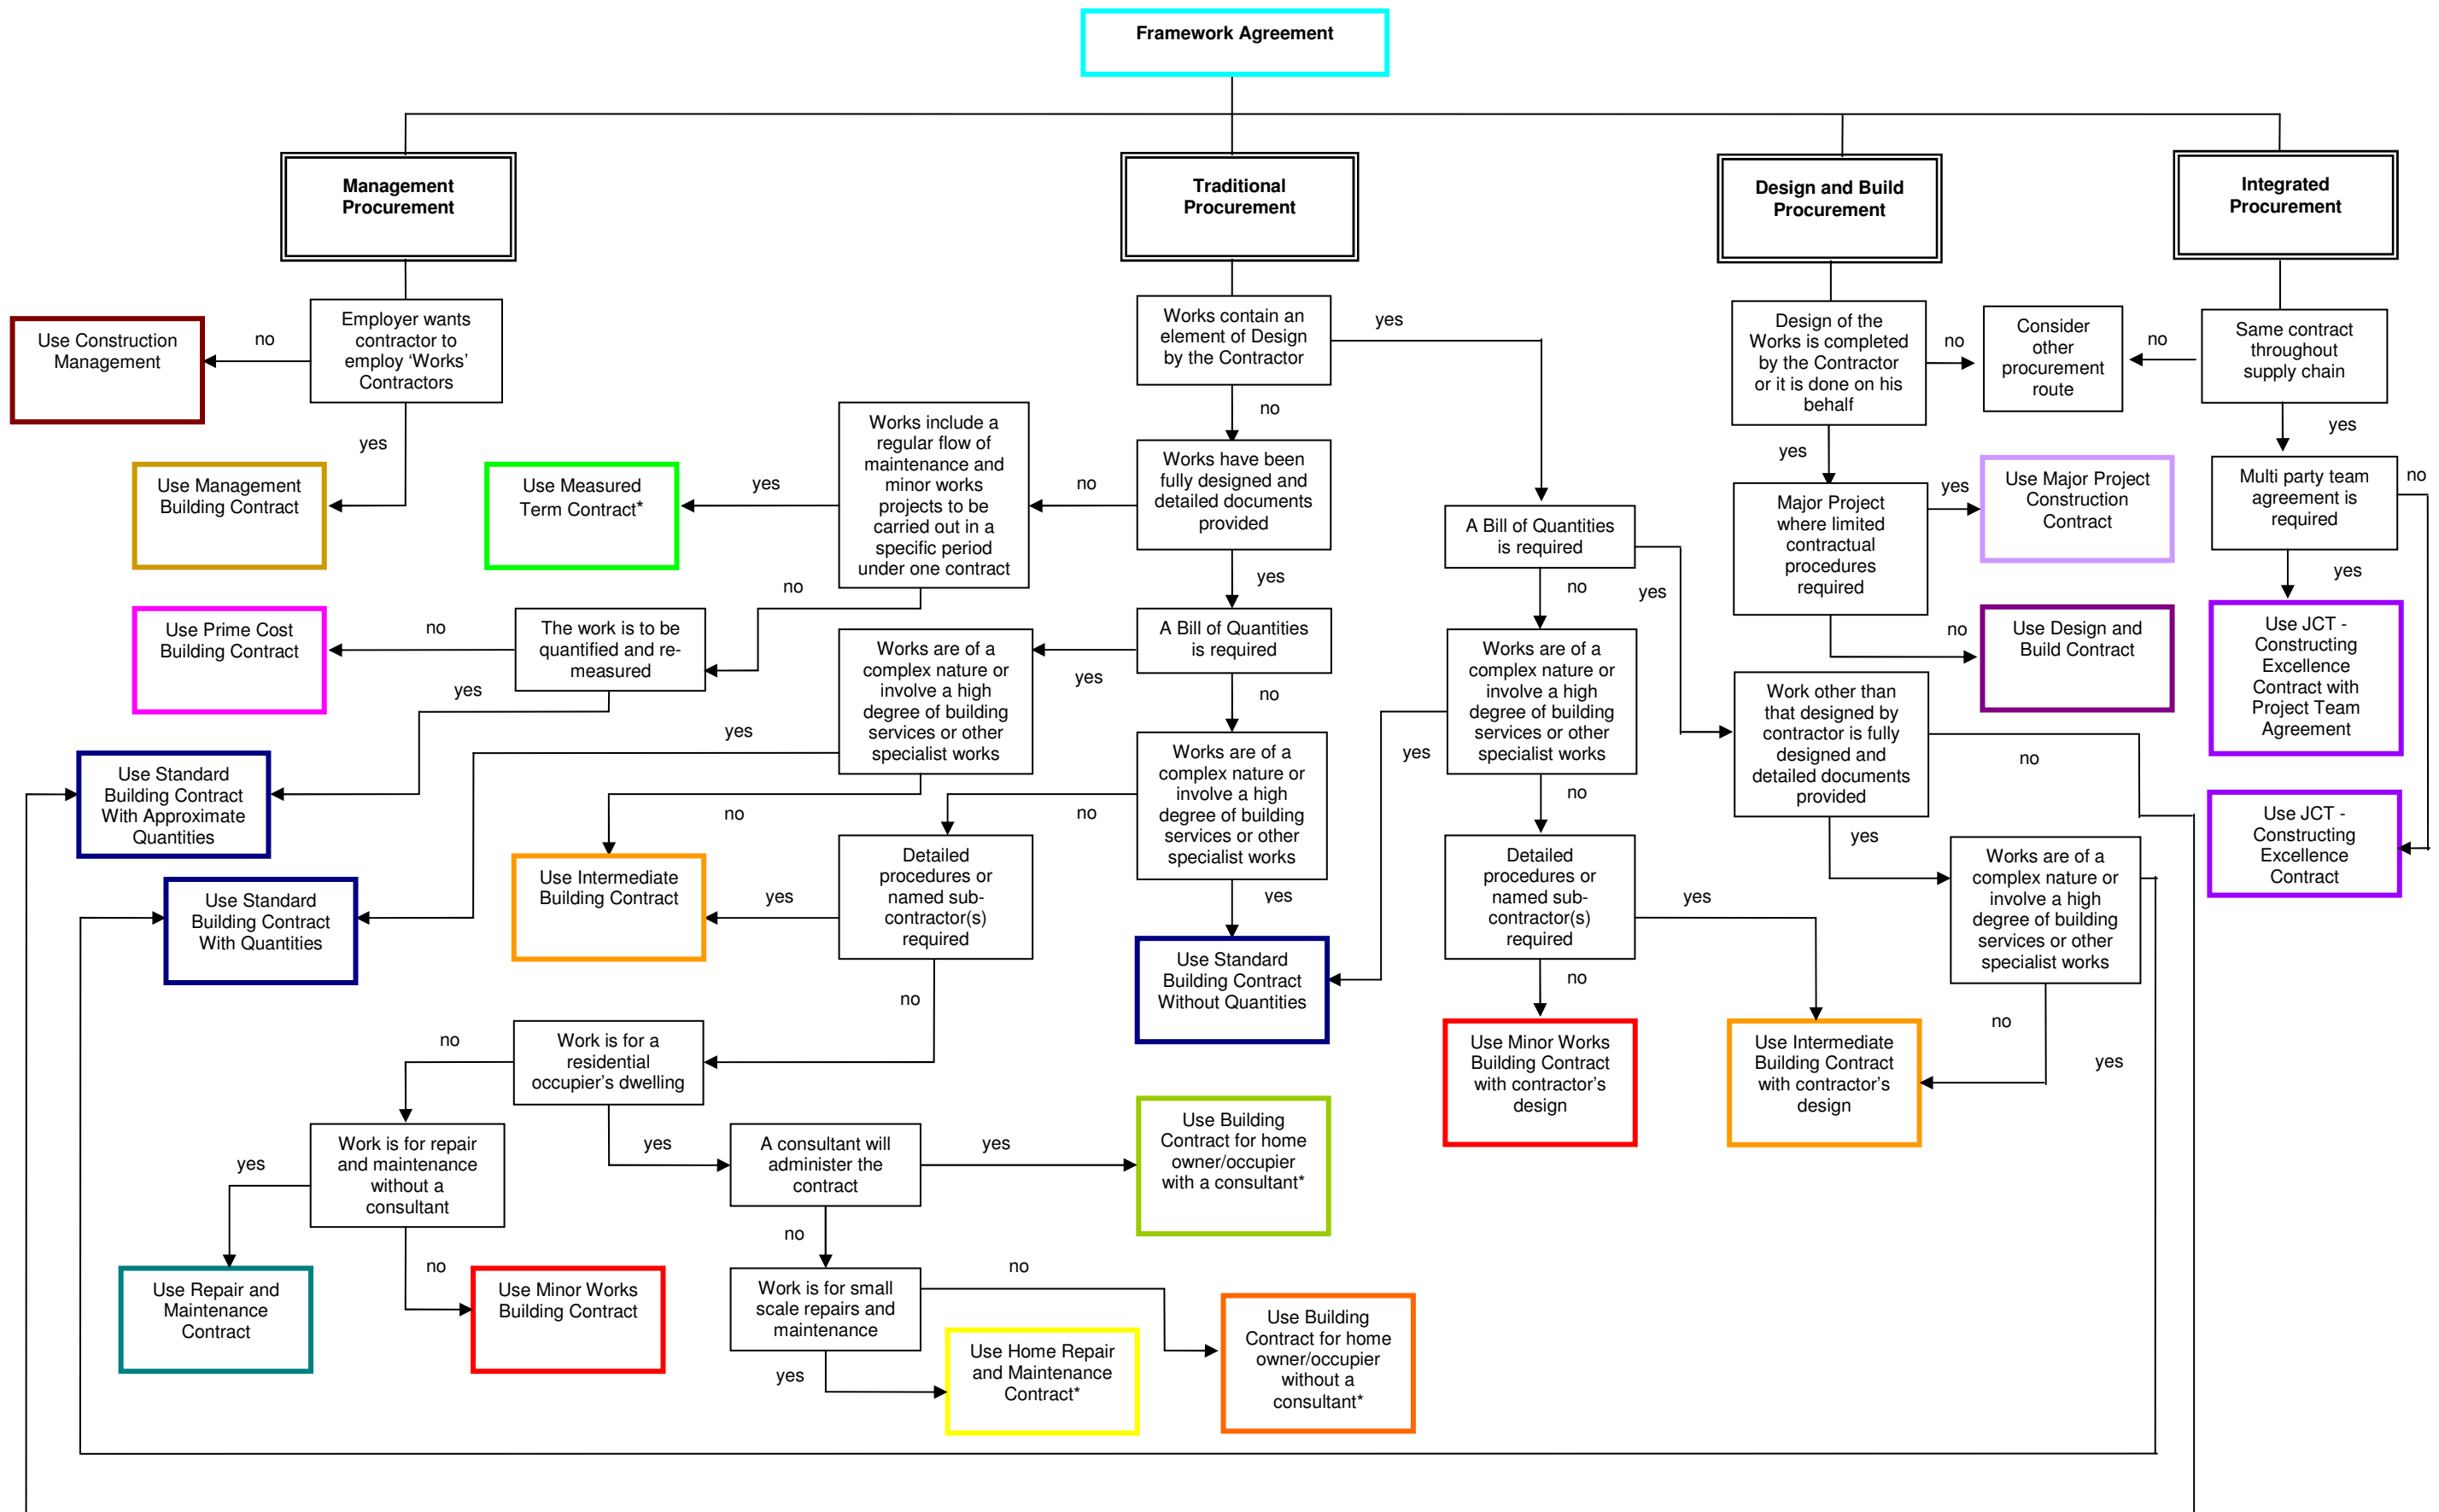 Framework Agreement
Management
Procurement
Traditional
Procurement
Design and Build
Procurement
Integrated
Procurement
Use Construction
Management
no
Employer wants
contractor to
employ ‘Works’
Contractors
yes
Use Management
Building Contract
Works contain an
element of Design
by the Contractor
yes
no
Works have been
fully designed and
detailed documents
provided
no
yes
Works include a
regular flow of
maintenance and
minor works
projects to be
carried out in a
specific period
under one contract
yes
Use Measured
Term Contract*
no
The work is to be
quantified and re-
measured
no
Use Prime Cost
Building Contract
yes
Use Standard
Building Contract
With Approximate
Quantities
A Bill of Quantities
is required
yes
no
Works are of a
complex nature or
involve a high
degree of building
services or other
specialist works
yes
Use Standard
Building Contract
With Quantities
no
Use Intermediate
Building Contract
Works are of a
complex nature or
involve a high
degree of building
services or other
specialist works
no
yes
Use Standard
Building Contract
Without Quantities
Detailed
procedures or
named sub-
contractor(s)
required
yes
no
Work is for a
residential
occupier’s dwelling
no
yes
Work is for repair
and maintenance
without a
consultant
yes
Use Repair and
Maintenance
Contract
no
Use Minor Works
Building Contract
A consultant will
administer the
contract
yes
Use Building
Contract for home
owner/occupier
with a consultant*
no
Work is for small
scale repairs and
maintenance
no
Use Building
Contract for home
owner/occupier
without a
consultant*
yes
Use Home Repair
and Maintenance
Contract*
A Bill of Quantities
is required
no
yes
Works are of a
complex nature or
involve a high
degree of building
services or other
specialist works
yes
no
Detailed
procedures or
named sub-
contractor(s)
required
yes
no
Use Minor Works
Building Contract
with contractor’s
design
Use Intermediate
Building Contract
with contractor’s
design
Work other than
that designed by
contractor is fully
designed and
detailed documents
provided
no
yes
Works are of a
complex nature or
involve a high
degree of building
services or other
specialist works
no
yes
Design of the
Works is completed
by the Contractor
or it is done on his
behalf
no
Consider
other
procurement
route
yes
Major Project
where limited
contractual
procedures
required
yes
Use Major Project
Construction
Contract
no
Use Design and
Build Contract
Same contract
throughout
supply chain
no
yes
Multi party team
agreement is
required
no
yes
Use JCT -
Constructing
Excellence
Contract with
Project Team
Agreement
Use JCT -
Constructing
Excellence
Contract